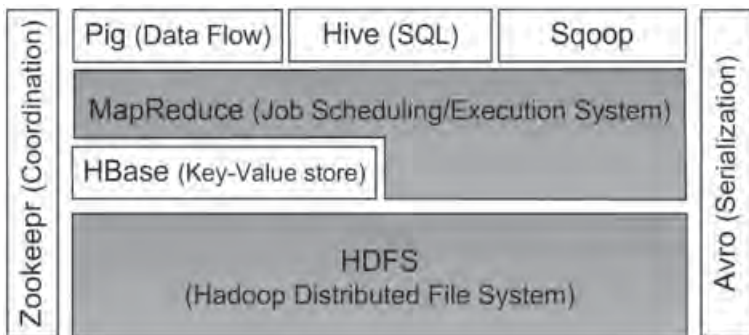 Zookeepr (Coordination)
Pig (Data Flow)
Hive (SQL)
Sqoop
MapReduce (Job Scheduling/Execution System)
HBase (Key-Value store)
HDFS
(Hadoop Distributed File System)
Avro (Serialization)